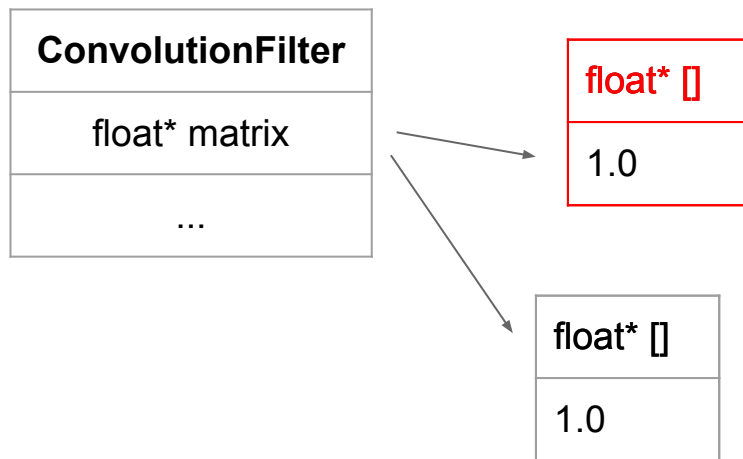 ConvolutionFilter
float* matrix
...
float* []
1.0
float* []
1.0